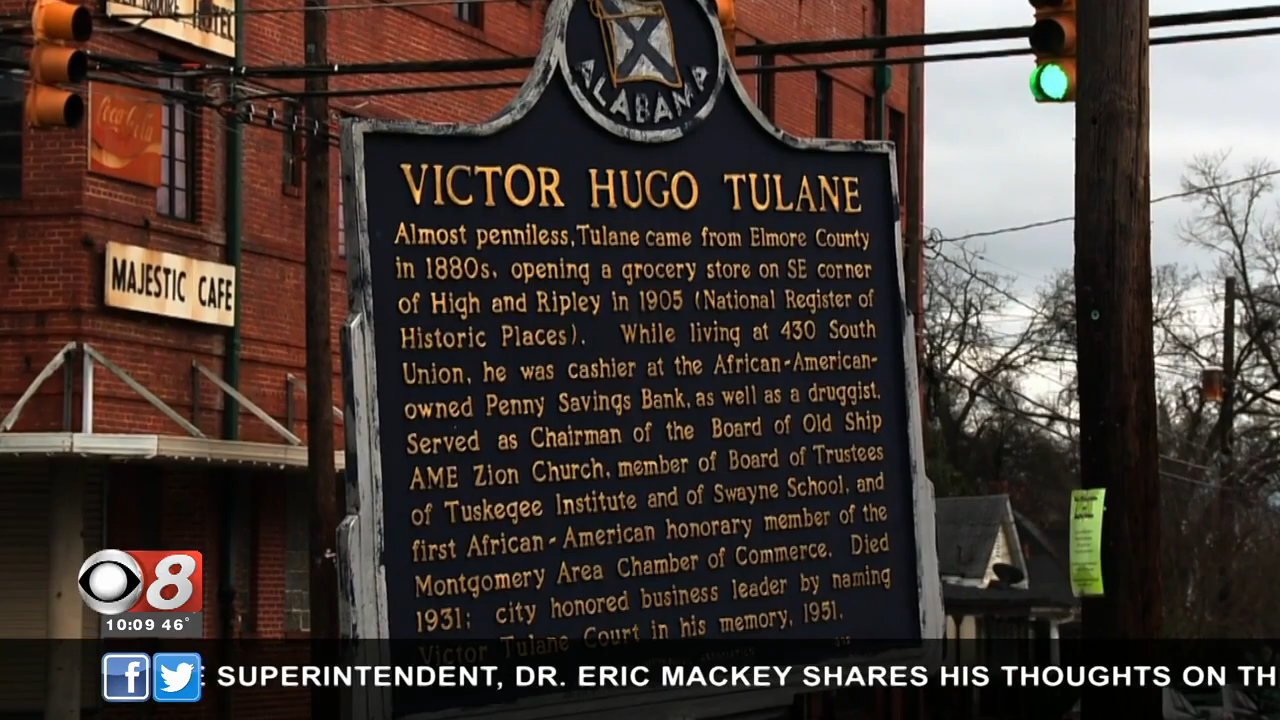 HOTEL
Coca-Cola
MAJESTIC CAFE
ALABAMA
VICTOR HUGO TULANE
Almost penniless, Tulane came from Elmore County
in 1880s, opening a grocery store on SE corner
of High and Ripley in 1905 (National Register of
Historic Places). While living at 430 South
Union, he was cashier at the African-American-
owned Penny Savings Bank, as well as a druggist.
Served as Chairman of the Board of Old Ship
AME Zion Church, member of Board of Trustees
of Tuskegee Institute and of Swayne School, and
first African-American honorary member of the
Montgomery Area Chamber of Commerce. Died
1931; city honored business leader by naming
Victor Tulane Court in his memory, 1951.
8
10:09 46°
f
SUPERINTENDENT, DR. ERIC MACKEY SHARES HIS THOUGHTS ON TH